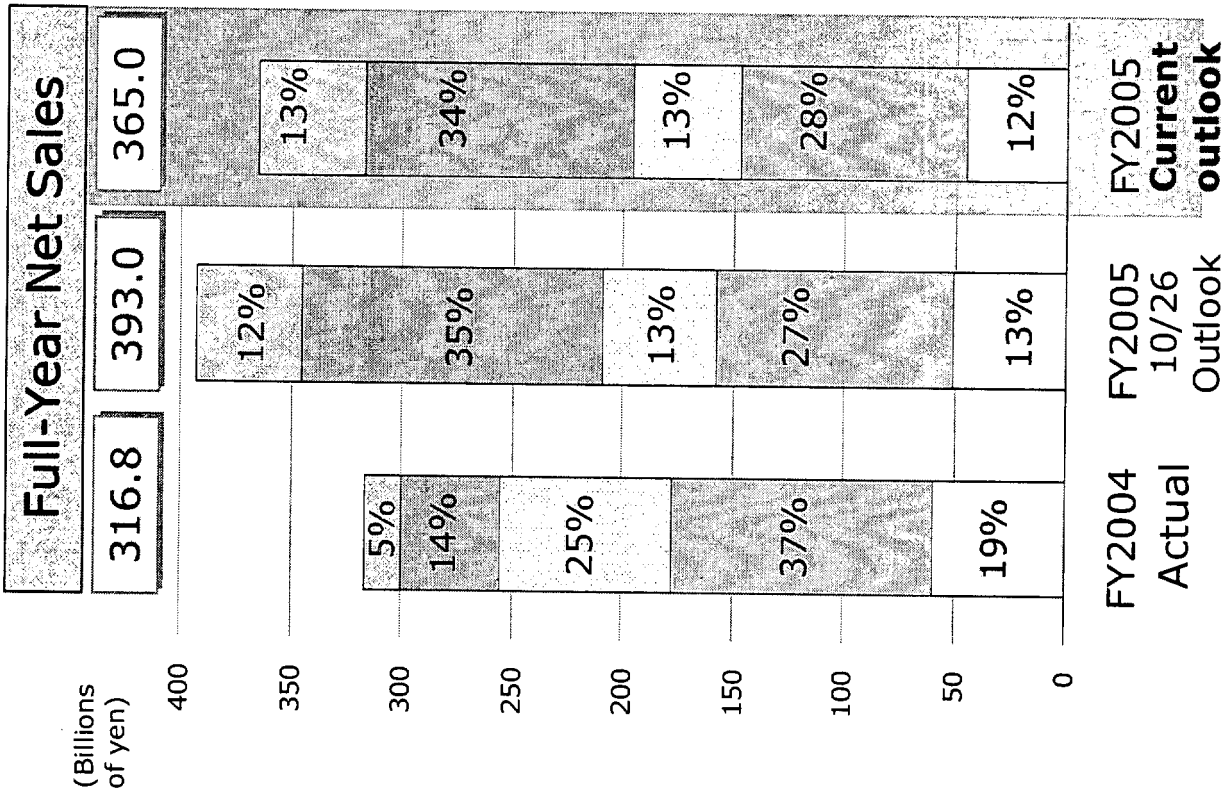 Full-Year Net Sales
(Billions
of yen)
316.8
393.0
365.0
400
350
300
250
200
150
100
50
0
5%
14%
25%
37%
19%
12%
35%
13%
27%
13%
13%
34%
13%
28%
12%
FY2004
Actual
FY2005
10/26
Outlook
FY2005
Current
outlook